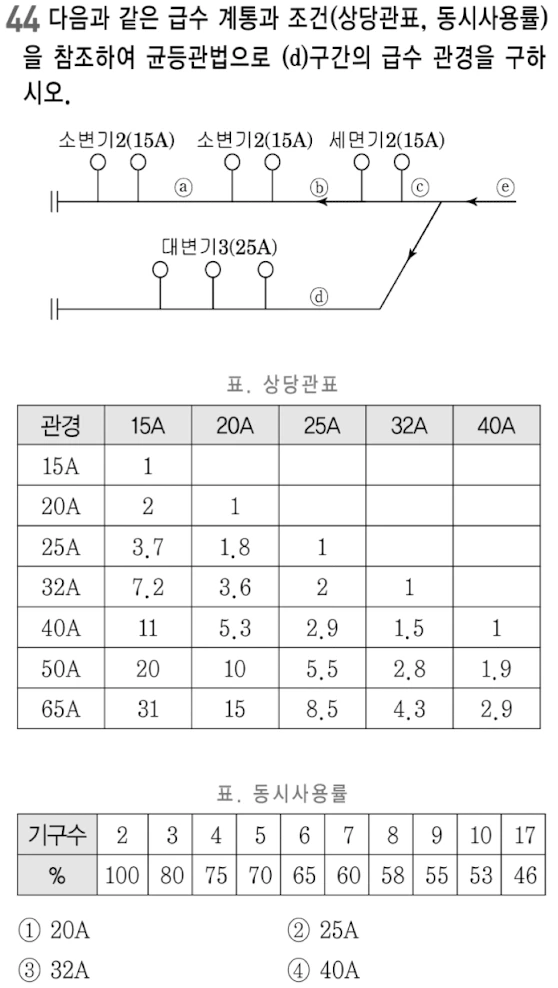 44 다음과 같은 급수 계통과 조건(상당관표, 동시사용률)
을 참조하여 균등관법으로 (d)구간의 급수 관경을 구하
시오.
소변기2(15A) 소변기2(15A) 세면기2(15A)
ⓐ ⓑ ⓒ ⓔ
대변기3(25A)
ⓓ
표. 상당관표
관경 15A 20A 25A 32A 40A
15A 1
20A 2 1
25A 3.7 1.8 1
32A 7.2 3.6 2 1
40A 11 5.3 2.9 1.5 1
50A 20 10 5.5 2.8 1.9
65A 31 15 8.5 4.3 2.9
표. 동시사용률
기구수 2 3 4 5 6 7 8 9 10 17
% 100 80 75 70 65 60 58 55 53 46
① 20A ② 25A
③ 32A ④ 40A